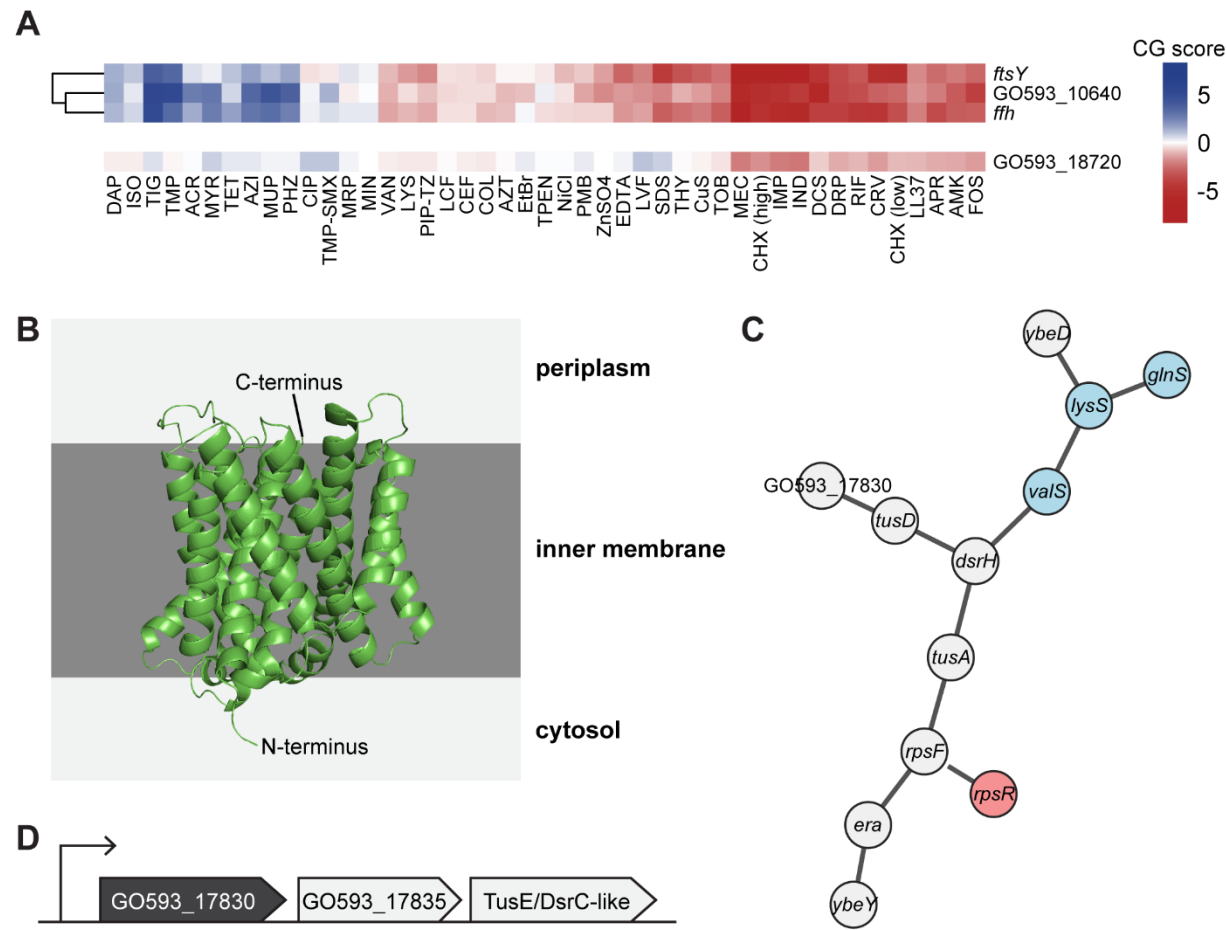 A
CG score
5
0
-5
ftsY
GO593_10640
ffh
GO593_18720
DAP
ISO
TIG
TMP
ACR
MYR
TET
AZI
MUP
PHZ
CIP
TMP-SMX
MRP
MIN
VAN
LYS
PIP-TZ
LCF
CEF
COL
AZT
EtBr
TPEN
NiCl
PMB
ZnSO4
EDTA
LVF
SDS
THY
CuS
TOB
MEC
CHX (high)
IMP
IND
DCS
DRP
RIF
CRV
CHX (low)
LL37
APR
AMK
FOS
B
periplasm
C-terminus
inner membrane
cytosol
N-terminus
C
ybeD
glnS
lysS
valS
GO593_17830
tusD
dsrH
tusA
rpsF
rpsR
era
ybeY
D
GO593_17830
GO593_17835
TusE/DsrC-like